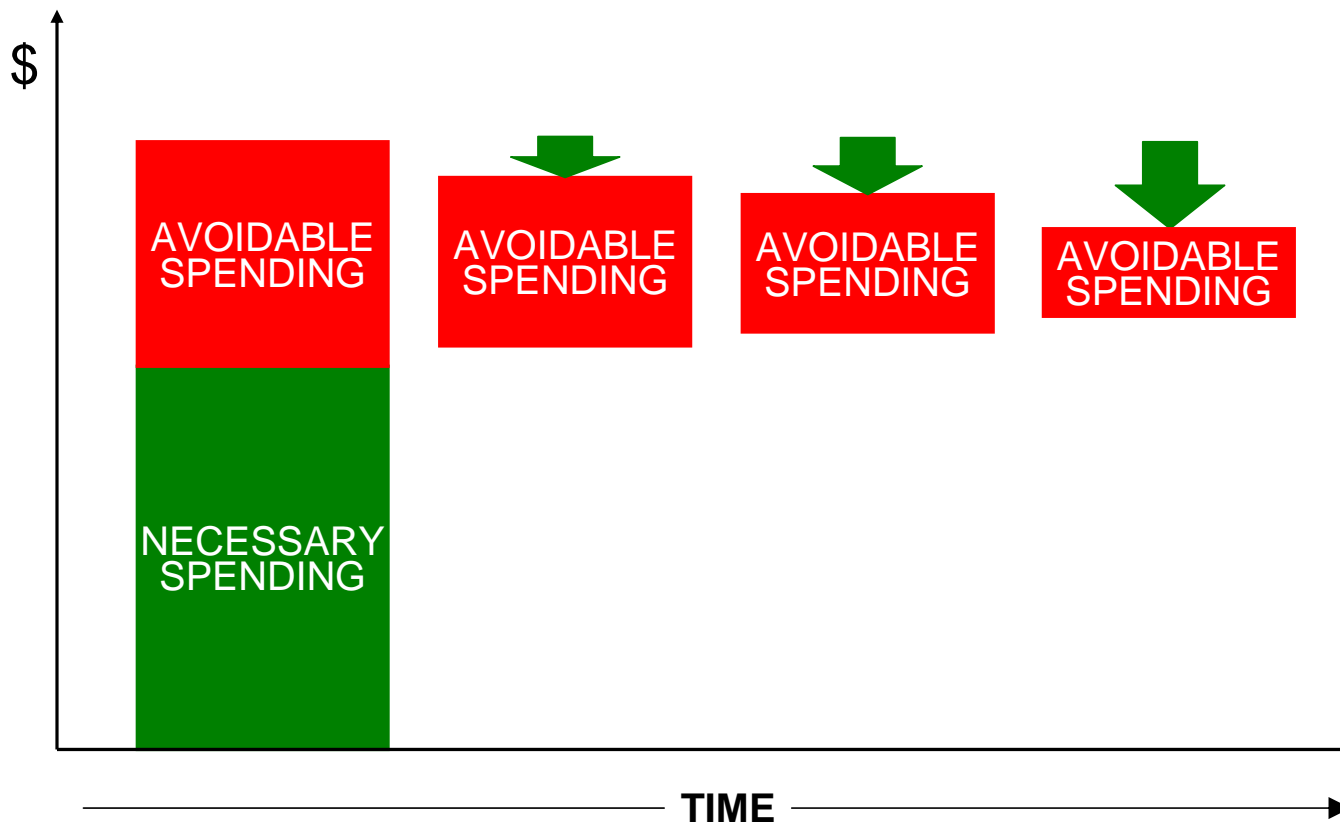 $
AVOIDABLE
SPENDING
AVOIDABLE
SPENDING
AVOIDABLE
SPENDING
AVOIDABLE
SPENDING
NECESSARY
SPENDING
TIME